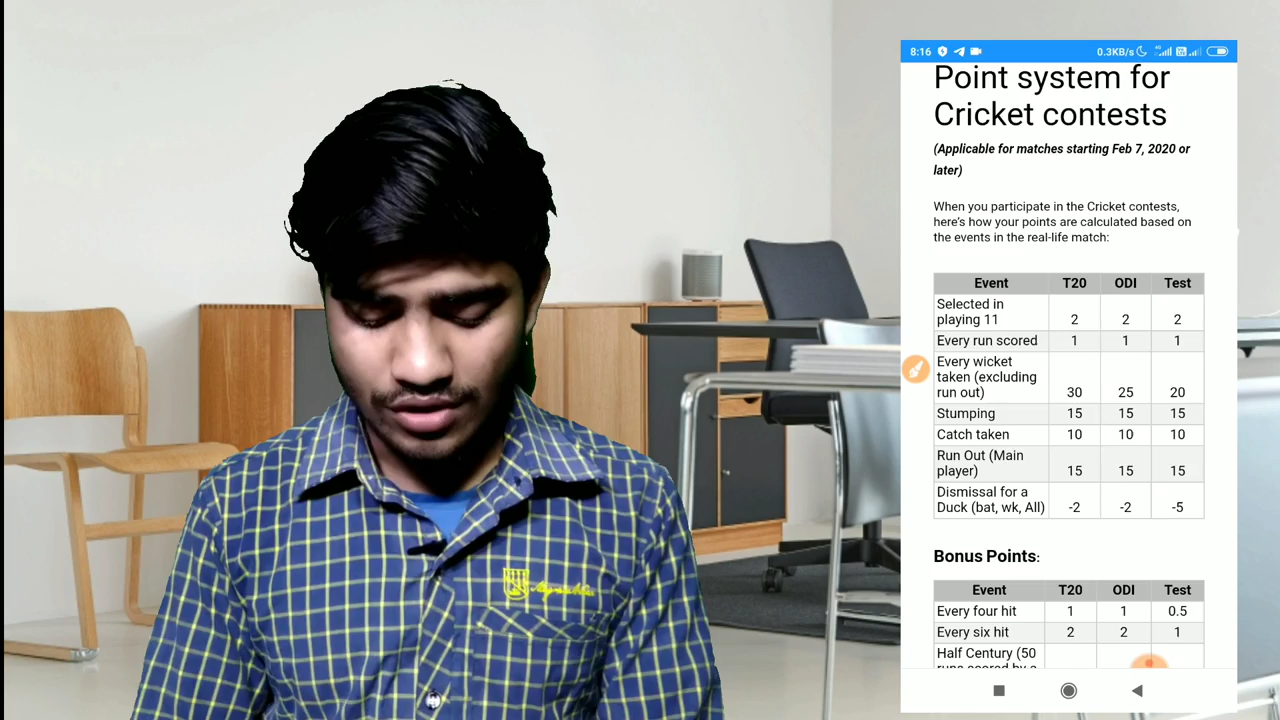 8:16 0.3KB/s 4G
Point system for
Cricket contests
(Applicable for matches starting Feb 7, 2020 or
later)
When you participate in the Cricket contests,
here's how your points are calculated based on
the events in the real-life match:
Event T20 ODI Test
Selected in
playing 11 2 2 2
Every run scored 1 1 1
Every wicket
taken (excluding
run out) 30 25 20
Stumping 15 15 15
Catch taken 10 10 10
Run Out (Main
player) 15 15 15
Dismissal for a
Duck (bat, wk, All) -2 -2 -5
Bonus Points:
Event T20 ODI Test
Every four hit 1 1 0.5
Every six hit 2 2 1
Half Century (50
runs scored by a